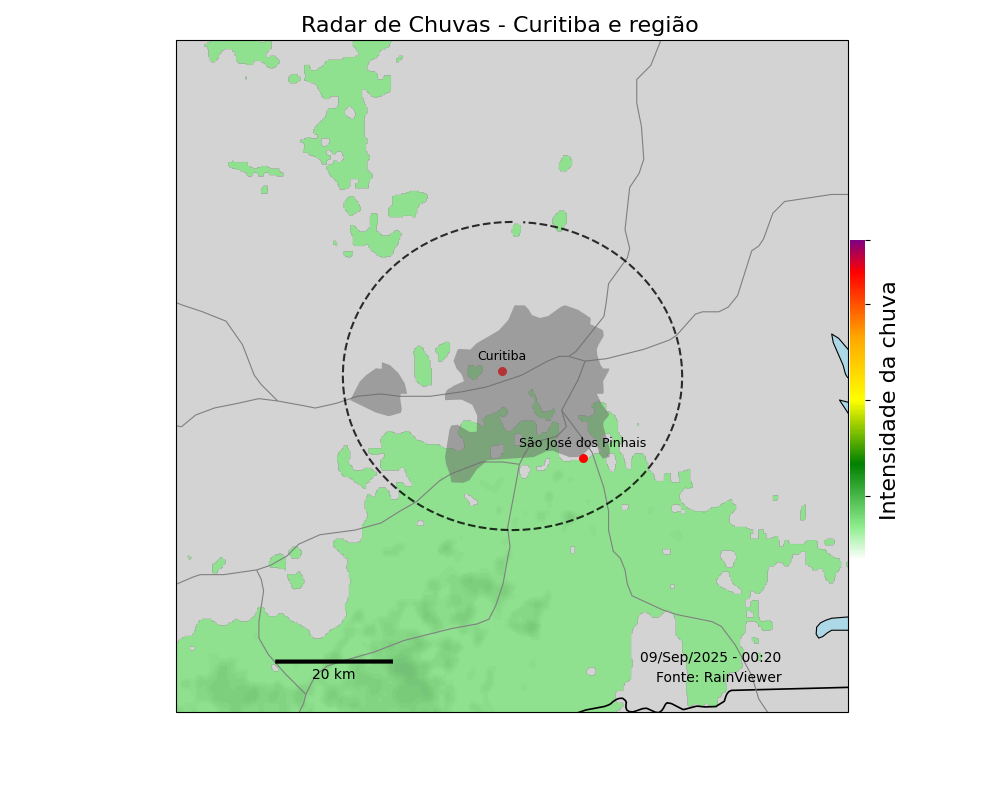 Radar de Chuvas - Curitiba e região
Curitiba
São José dos Pinhais
Intensidade da chuva
09/Sep/2025 - 00:20
Fonte: RainViewer
20 km